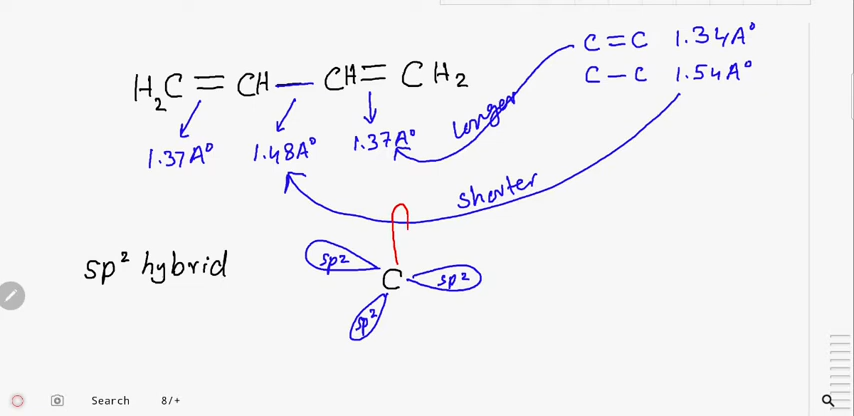 C = C 1.34A°
C - C 1.54A°
H2C = CH - CH = CH2
longer
1.37A° 1.48A° 1.37A°
shorter
sp² hybrid
sp2
C
sp2
sp²
Search 8/+